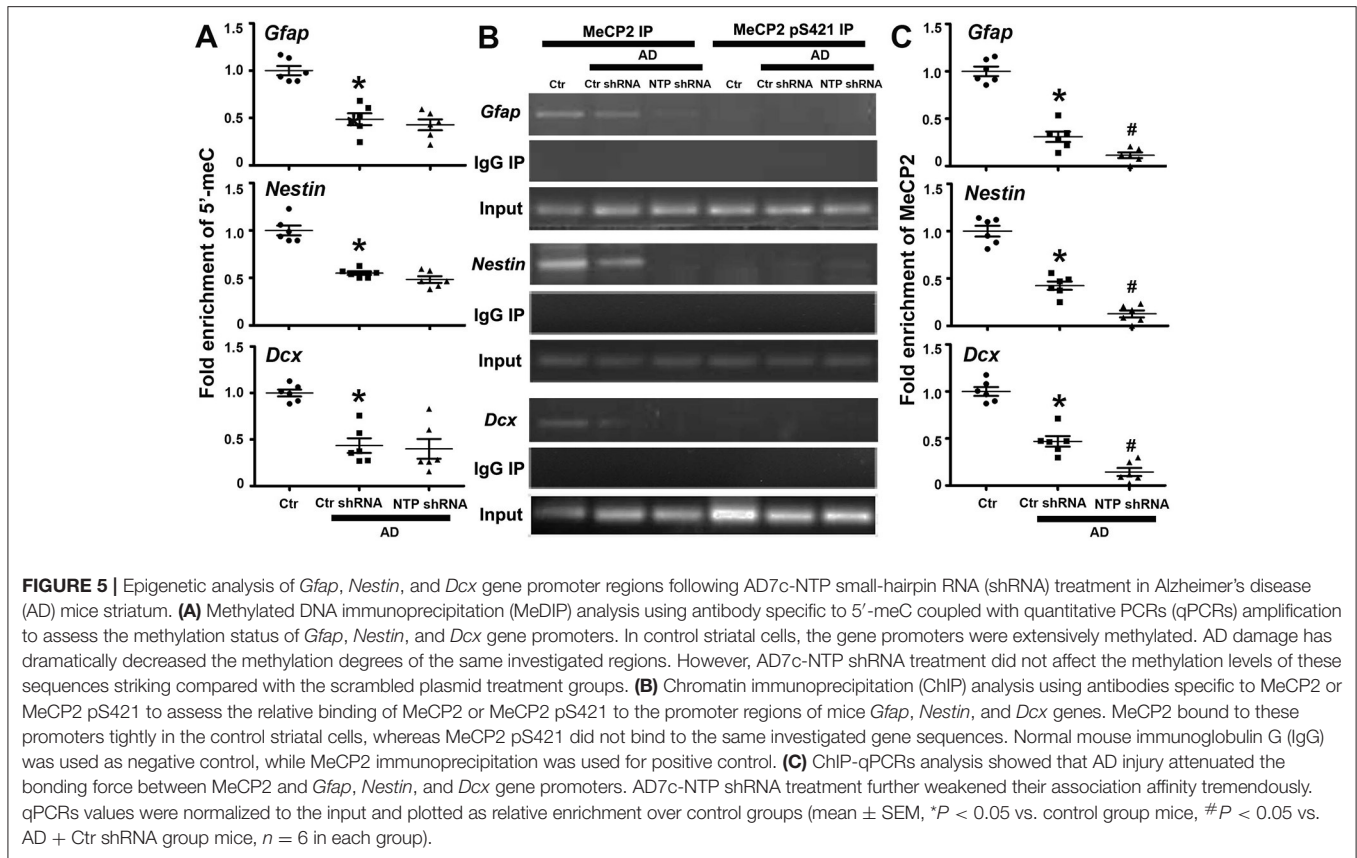 A
Fold enrichment of 5'-meC
Gfap
1.5
1.0
0.5
0
*
Nestin
1.5
1.0
0.5
0
*
Dcx
1.5
1.0
0.5
0
*
Ctr
Ctr shRNA
NTP shRNA
AD
B
MeCP2 IP
MeCP2 pS421 IP
AD
AD
Ctr
Ctr shRNA
NTP shRNA
Ctr
Ctr shRNA
NTP shRNA
Gfap
IgG IP
Input
Nestin
IgG IP
Input
Dcx
IgG IP
Input
C
Fold enrichment of MeCP2
Gfap
1.5
1.0
0.5
0
*
#
Nestin
1.5
1.0
0.5
0
*
#
Dcx
1.5
1.0
0.5
0
*
#
Ctr
Ctr shRNA
NTP shRNA
AD
FIGURE 5 | Epigenetic analysis of Gfap, Nestin, and Dcx gene promoter regions following AD7c-NTP small-hairpin RNA (shRNA) treatment in Alzheimer's disease
(AD) mice striatum. (A) Methylated DNA immunoprecipitation (MeDIP) analysis using antibody specific to 5′-meC coupled with quantitative PCRs (qPCRs) amplification
to assess the methylation status of Gfap, Nestin, and Dcx gene promoters. In control striatal cells, the gene promoters were extensively methylated. AD damage has
dramatically decreased the methylation degrees of the same investigated regions. However, AD7c-NTP shRNA treatment did not affect the methylation levels of these
sequences striking compared with the scrambled plasmid treatment groups. (B) Chromatin immunoprecipitation (ChIP) analysis using antibodies specific to MeCP2 or
MeCP2 pS421 to assess the relative binding of MeCP2 or MeCP2 pS421 to the promoter regions of mice Gfap, Nestin, and Dcx genes. MeCP2 bound to these
promoters tightly in the control striatal cells, whereas MeCP2 pS421 did not bind to the same investigated gene sequences. Normal mouse immunoglobulin G (IgG)
was used as negative control, while MeCP2 immunoprecipitation was used for positive control. (C) ChIP-qPCRs analysis showed that AD injury attenuated the
bonding force between MeCP2 and Gfap, Nestin, and Dcx gene promoters. AD7c-NTP shRNA treatment further weakened their association affinity tremendously.
qPCRs values were normalized to the input and plotted as relative enrichment over control groups (mean ± SEM, *P < 0.05 vs. control group mice, #P < 0.05 vs.
AD + Ctr shRNA group mice, n = 6 in each group).